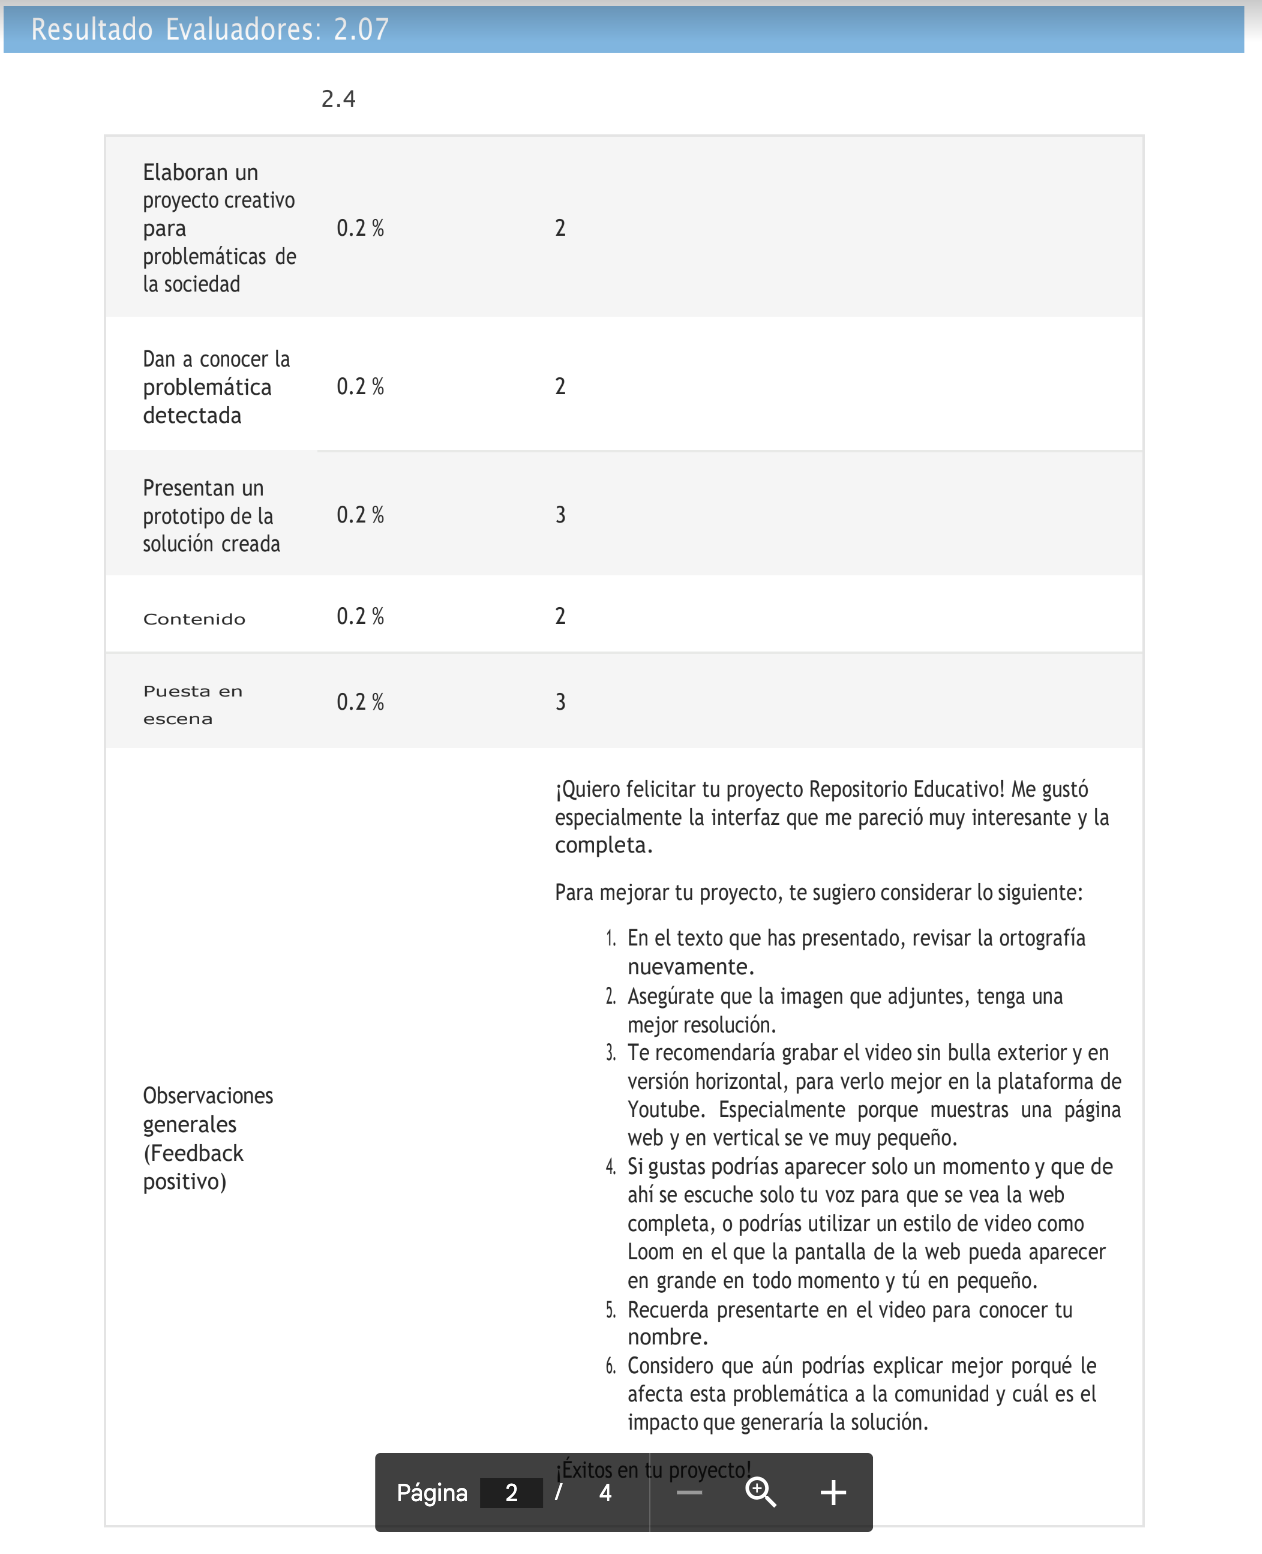 Resultado Evaluadores: 2.07
2.4
Elaboran un
proyecto creativo
para
problemáticas de
la sociedad
0.2 %
2
Dan a conocer la
problemática
detectada
0.2 %
2
Presentan un
prototipo de la
solución creada
0.2 %
3
Contenido
0.2 %
2
Puesta en
escena
0.2 %
3
Observaciones
generales
(Feedback
positivo)
¡Quiero felicitar tu proyecto Repositorio Educativo! Me gustó
especialmente la interfaz que me pareció muy interesante y la
completa.
Para mejorar tu proyecto, te sugiero considerar lo siguiente:
1. En el texto que has presentado, revisar la ortografía
nuevamente.
2. Asegúrate que la imagen que adjuntes, tenga una
mejor resolución.
3. Te recomendaría grabar el video sin bulla exterior y en
versión horizontal, para verlo mejor en la plataforma de
Youtube. Especialmente porque muestras una página
web y en vertical se ve muy pequeño.
4. Si gustas podrías aparecer solo un momento y que de
ahí se escuche solo tu voz para que se vea la web
completa, o podrías utilizar un estilo de video como
Loom en el que la pantalla de la web pueda aparecer
en grande en todo momento y tú en pequeño.
5. Recuerda presentarte en el video para conocer tu
nombre.
6. Considero que aún podrías explicar mejor porqué le
afecta esta problemática a la comunidad y cuál es el
impacto que generaría la solución.
¡Éxitos en tu proyecto!
Página 2 / 4